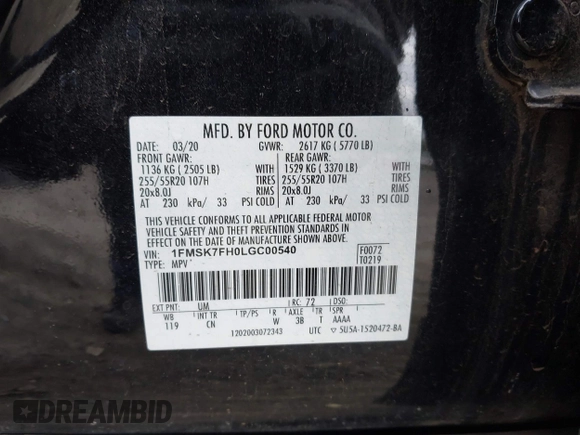 MFD. BY FORD MOTOR CO.
DATE: 03/20 GVWR: 2617 KG ( 5770 LB)
FRONT GAWR: REAR GAWR:
1136 KG ( 2505 LB) WITH 1529 KG ( 3370 LB) WITH
255/55R20 107H TIRES 255/55R20 107H TIRES
20x8.0J RIMS 20x8.0J RIMS
AT 230 kPa/ 33 PSI COLD AT 230 kPa/ 33 PSI COLD
THIS VEHICLE CONFORMS TO ALL APPLICABLE FEDERAL MOTOR
VEHICLE SAFETY AND THEFT PREVENTION STANDARDS IN EFFECT
ON THE DATE OF MANUFACTURE SHOWN ABOVE.
VIN: 1FMSK7FH0LGC00540 F0072
TYPE: MPV T0219
EXT PNT: UM RC: 72 DSO:
WB INT TR TP/PS R AXLE TR SPR
119 CN W 3B T AAAA
1202003072343 UTC ▽ SU5A-1520472-BA
DREAMBID